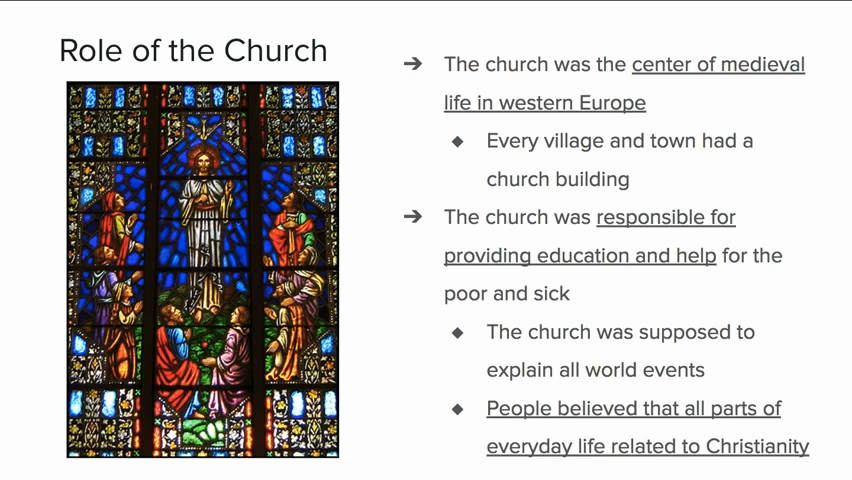 Role of the Church
➔ The church was the center of medieval
life in western Europe
◆ Every village and town had a
church building
➔ The church was responsible for
providing education and help for the
poor and sick
◆ The church was supposed to
explain all world events
◆ People believed that all parts of
everyday life related to Christianity